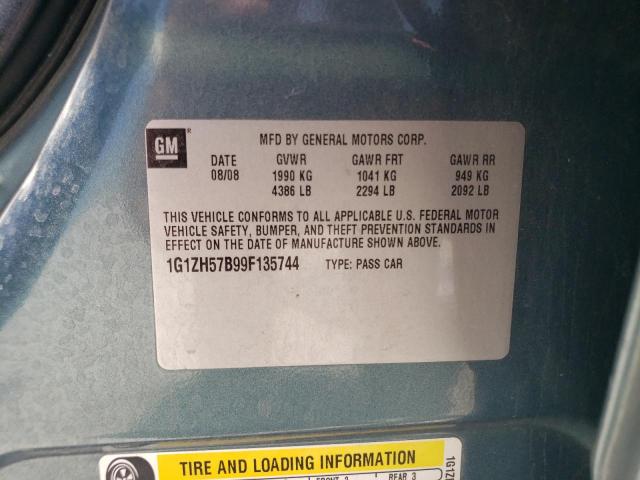 GM ®
MFD BY GENERAL MOTORS CORP.
DATE GVWR GAWR FRT GAWR RR
08/08 1990 KG 1041 KG 949 KG
4386 LB 2294 LB 2092 LB
THIS VEHICLE CONFORMS TO ALL APPLICABLE U.S. FEDERAL MOTOR
VEHICLE SAFETY, BUMPER, AND THEFT PREVENTION STANDARDS IN
EFFECT ON THE DATE OF MANUFACTURE SHOWN ABOVE.
1G1ZH57B99F135744 TYPE: PASS CAR
TIRE AND LOADING INFORMATION
REAR 3